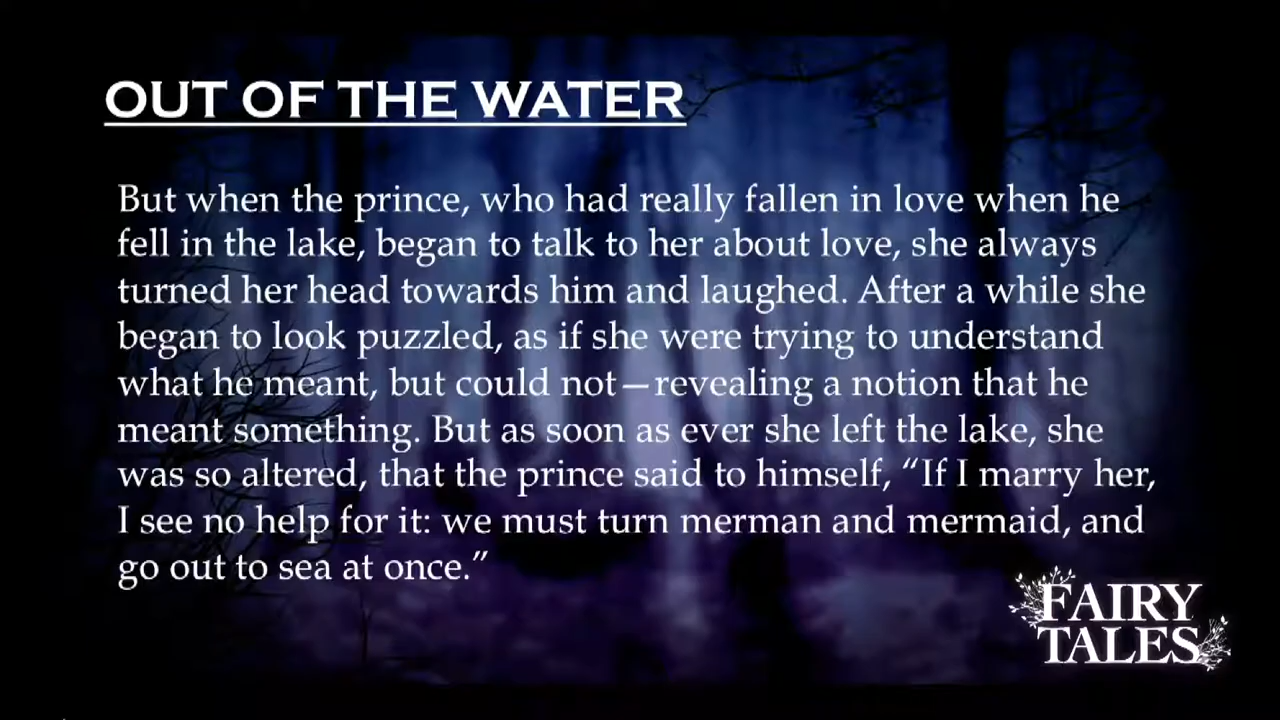 OUT OF THE WATER
But when the prince, who had really fallen in love when he
fell in the lake, began to talk to her about love, she always
turned her head towards him and laughed. After a while she
began to look puzzled, as if she were trying to understand
what he meant, but could not—revealing a notion that he
meant something. But as soon as ever she left the lake, she
was so altered, that the prince said to himself, “If I marry her,
I see no help for it: we must turn merman and mermaid, and
go out to sea at once.”
FAIRY
TALES